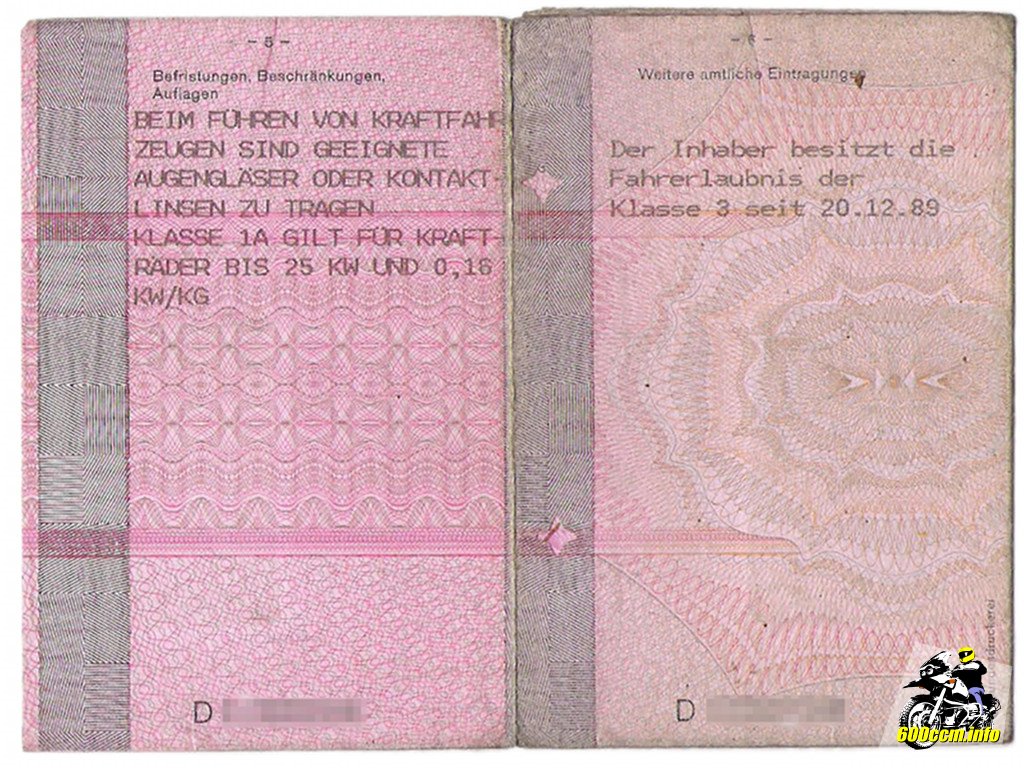 - 5 -
Befristungen, Beschränkungen,
Auflagen
BEIM FÜHREN VON KRAFTFAHR
ZEUGEN SIND GEEIGNETE
AUGENGLÄSER ODER KONTAKT-
LINSEN ZU TRAGEN
KLASSE 1A GILT FÜR KRAFT-
RÄDER BIS 25 KW UND 0,16
KW/KG
D
- 6 -
Weitere amtliche Eintragungen
Der Inhaber besitzt die
Fahrerlaubnis der
Klasse 3 seit 20.12.89
D
600ccm.info